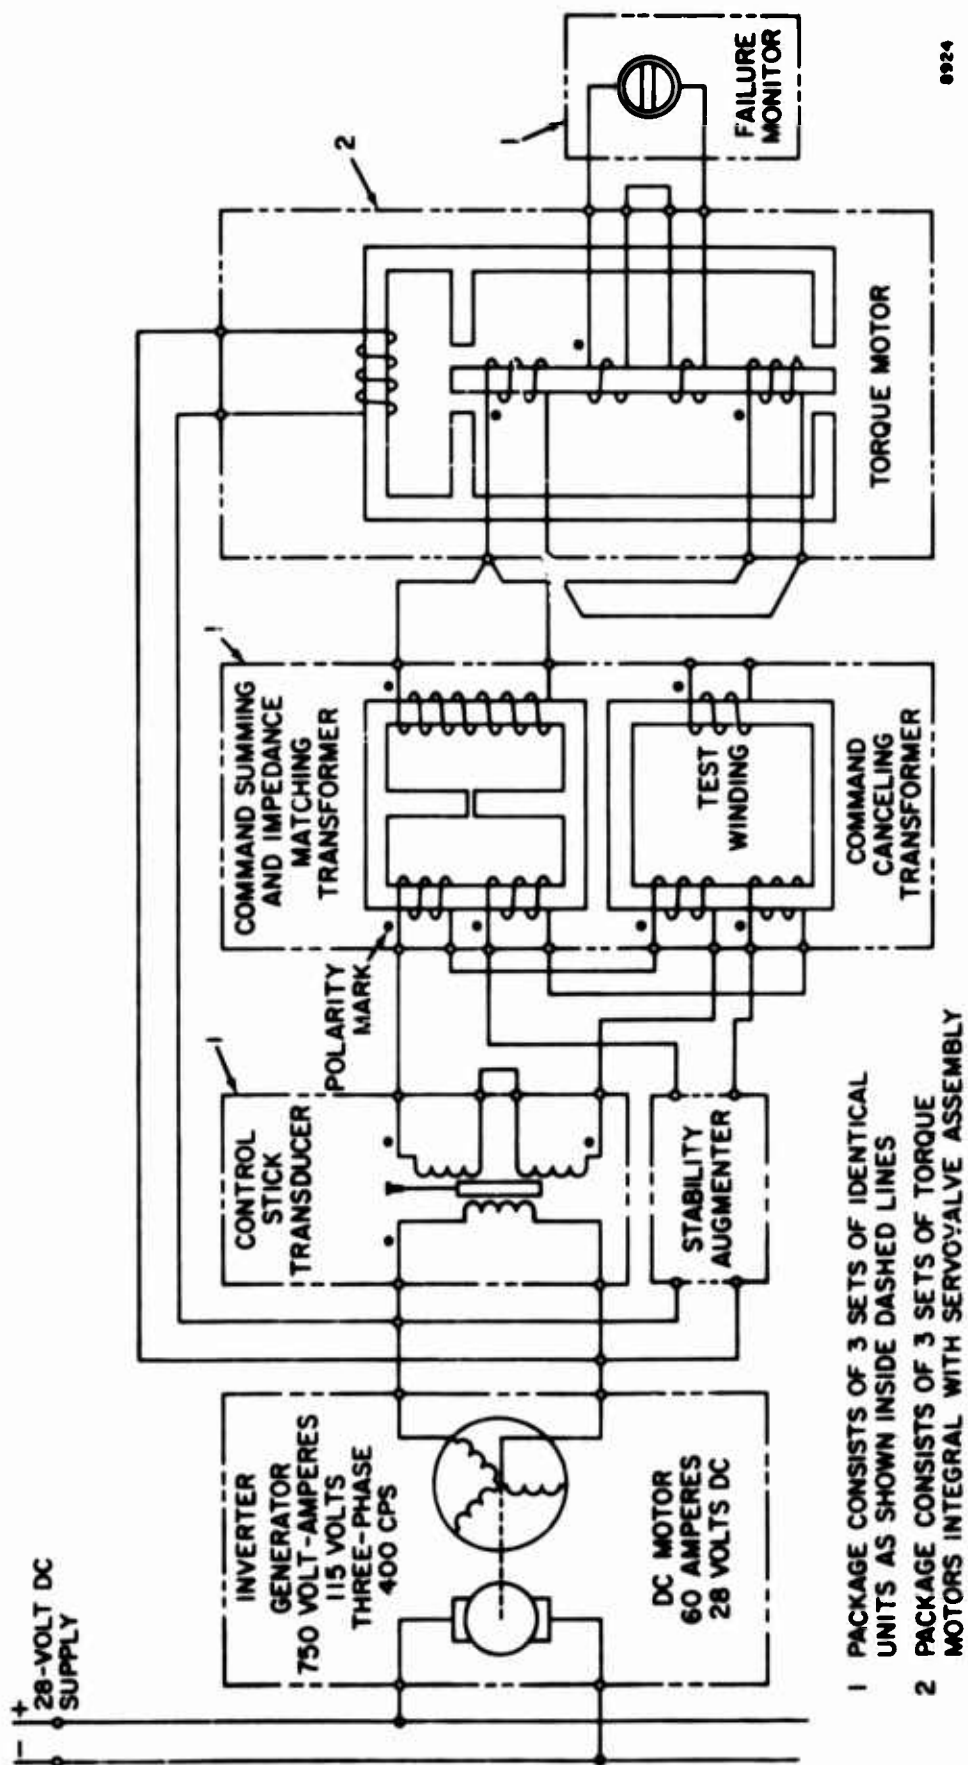 28-VOLT DC
SUPPLY
+
−
INVERTER
GENERATOR
750 VOLT-AMPERES
115 VOLTS
THREE-PHASE
400 CPS
DC MOTOR
60 AMPERES
28 VOLTS DC
1
CONTROL
STICK
TRANSDUCER
STABILITY
AUGMENTER
POLARITY
MARK
1
COMMAND SUMMING
AND IMPEDANCE
MATCHING
TRANSFORMER
TEST
WINDING
COMMAND
CANCELING
TRANSFORMER
2
TORQUE MOTOR
1
FAILURE
MONITOR
1 PACKAGE CONSISTS OF 3 SETS OF IDENTICAL
UNITS AS SHOWN INSIDE DASHED LINES
2 PACKAGE CONSISTS OF 3 SETS OF TORQUE
MOTORS INTEGRAL WITH SERVOVALVE ASSEMBLY
8924